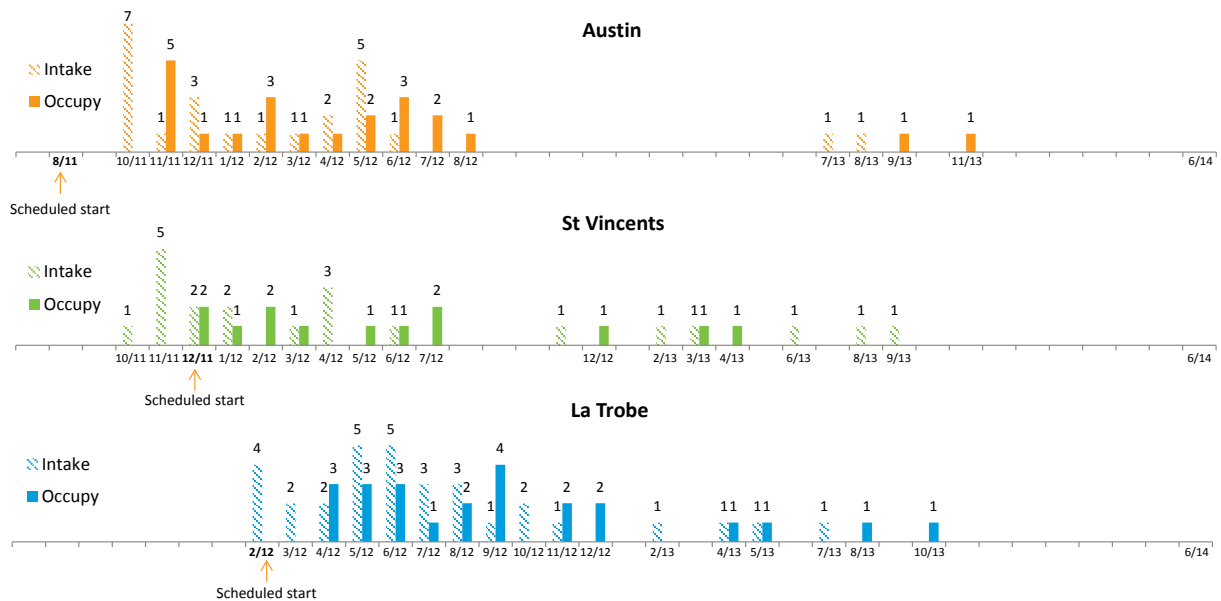 Austin
Intake
Occupy
7 1 5 3 1 1 1 1 3 1 1 2 5 2 1 3 2 1 1 1 1 1
8/11 10/11 11/11 12/11 1/12 2/12 3/12 4/12 5/12 6/12 7/12 8/12 7/13 8/13 9/13 11/13 6/14
Scheduled start
St Vincents
Intake
Occupy
1 5 2 2 2 1 2 1 3 1 1 1 2 1 1 1 1 1 1 1 1 1
10/11 11/11 12/11 1/12 2/12 3/12 4/12 5/12 6/12 7/12 12/12 2/13 3/13 4/13 6/13 8/13 9/13 6/14
Scheduled start
La Trobe
Intake
Occupy
4 2 2 3 5 3 5 3 3 1 3 2 1 4 2 1 2 2 1 1 1 1 1 1 1 1
2/12 3/12 4/12 5/12 6/12 7/12 8/12 9/12 10/12 11/12 12/12 2/13 4/13 5/13 7/13 8/13 10/13 6/14
Scheduled start